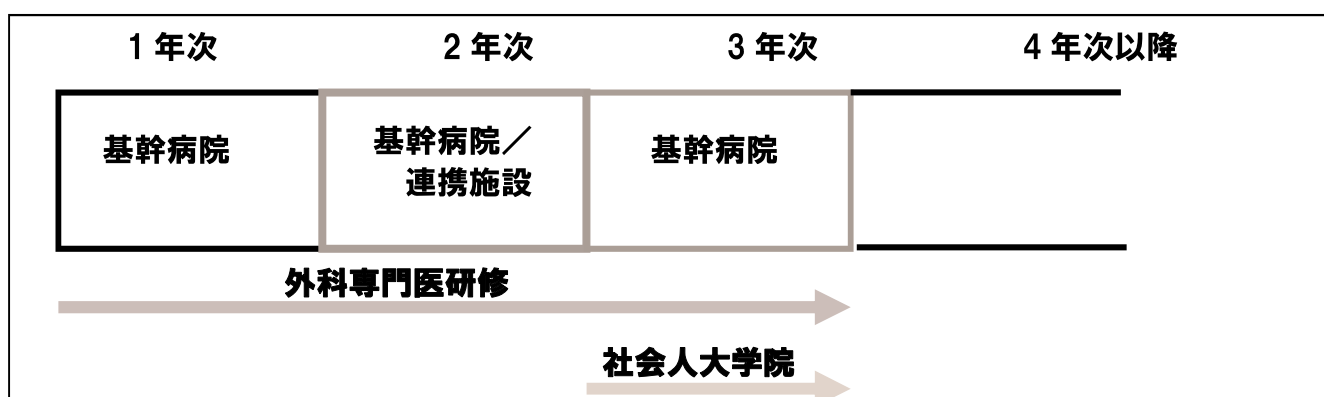 1 年次 2 年次 3 年次 4 年次以降
基幹病院
基幹病院／
連携施設
基幹病院
外科専門医研修
社会人大学院